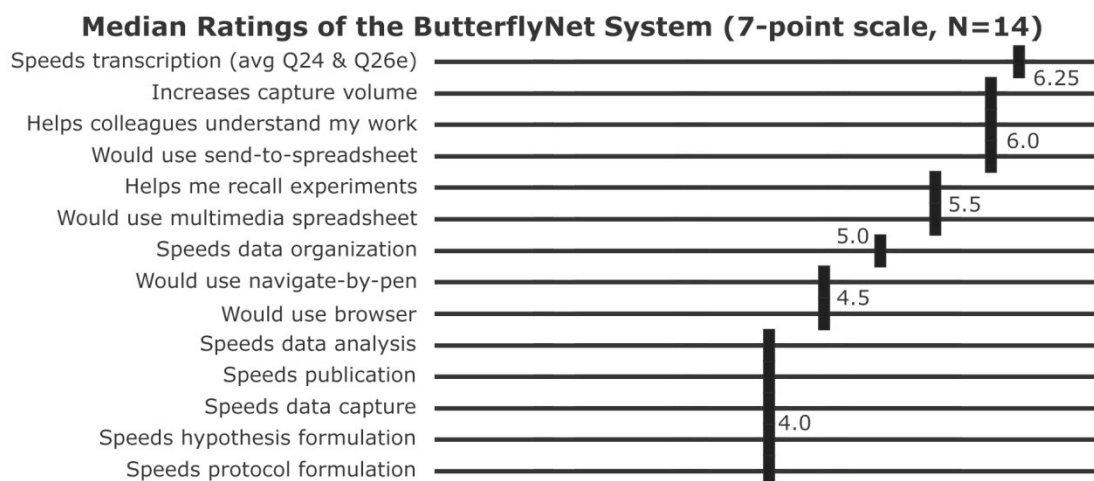 Median Ratings of the ButterflyNet System (7-point scale, N=14)
Speeds transcription (avg Q24 & Q26e)
6.25
Increases capture volume
Helps colleagues understand my work
6.0
Would use send-to-spreadsheet
Helps me recall experiments
5.5
Would use multimedia spreadsheet
5.0
Speeds data organization
Would use navigate-by-pen
4.5
Would use browser
Speeds data analysis
Speeds publication
Speeds data capture
4.0
Speeds hypothesis formulation
Speeds protocol formulation